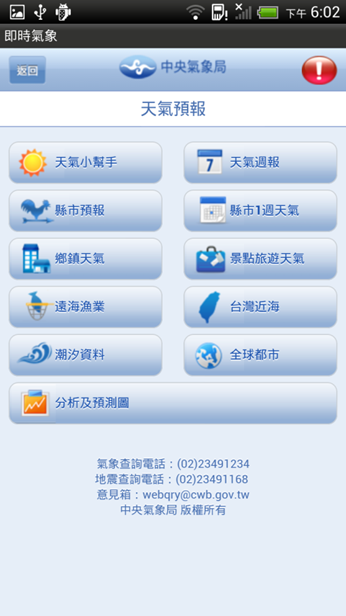 下午 6:02
即時氣象
返回
中央氣象局
天氣預報
天氣小幫手
7
天氣週報
縣市預報
縣市1週天氣
鄉鎮天氣
景點旅遊天氣
遠海漁業
台灣近海
潮汐資料
全球都市
分析及預測圖
氣象查詢電話：(02)23491234
地震查詢電話：(02)23491168
意見箱：webqry@cwb.gov.tw
中央氣象局 版權所有